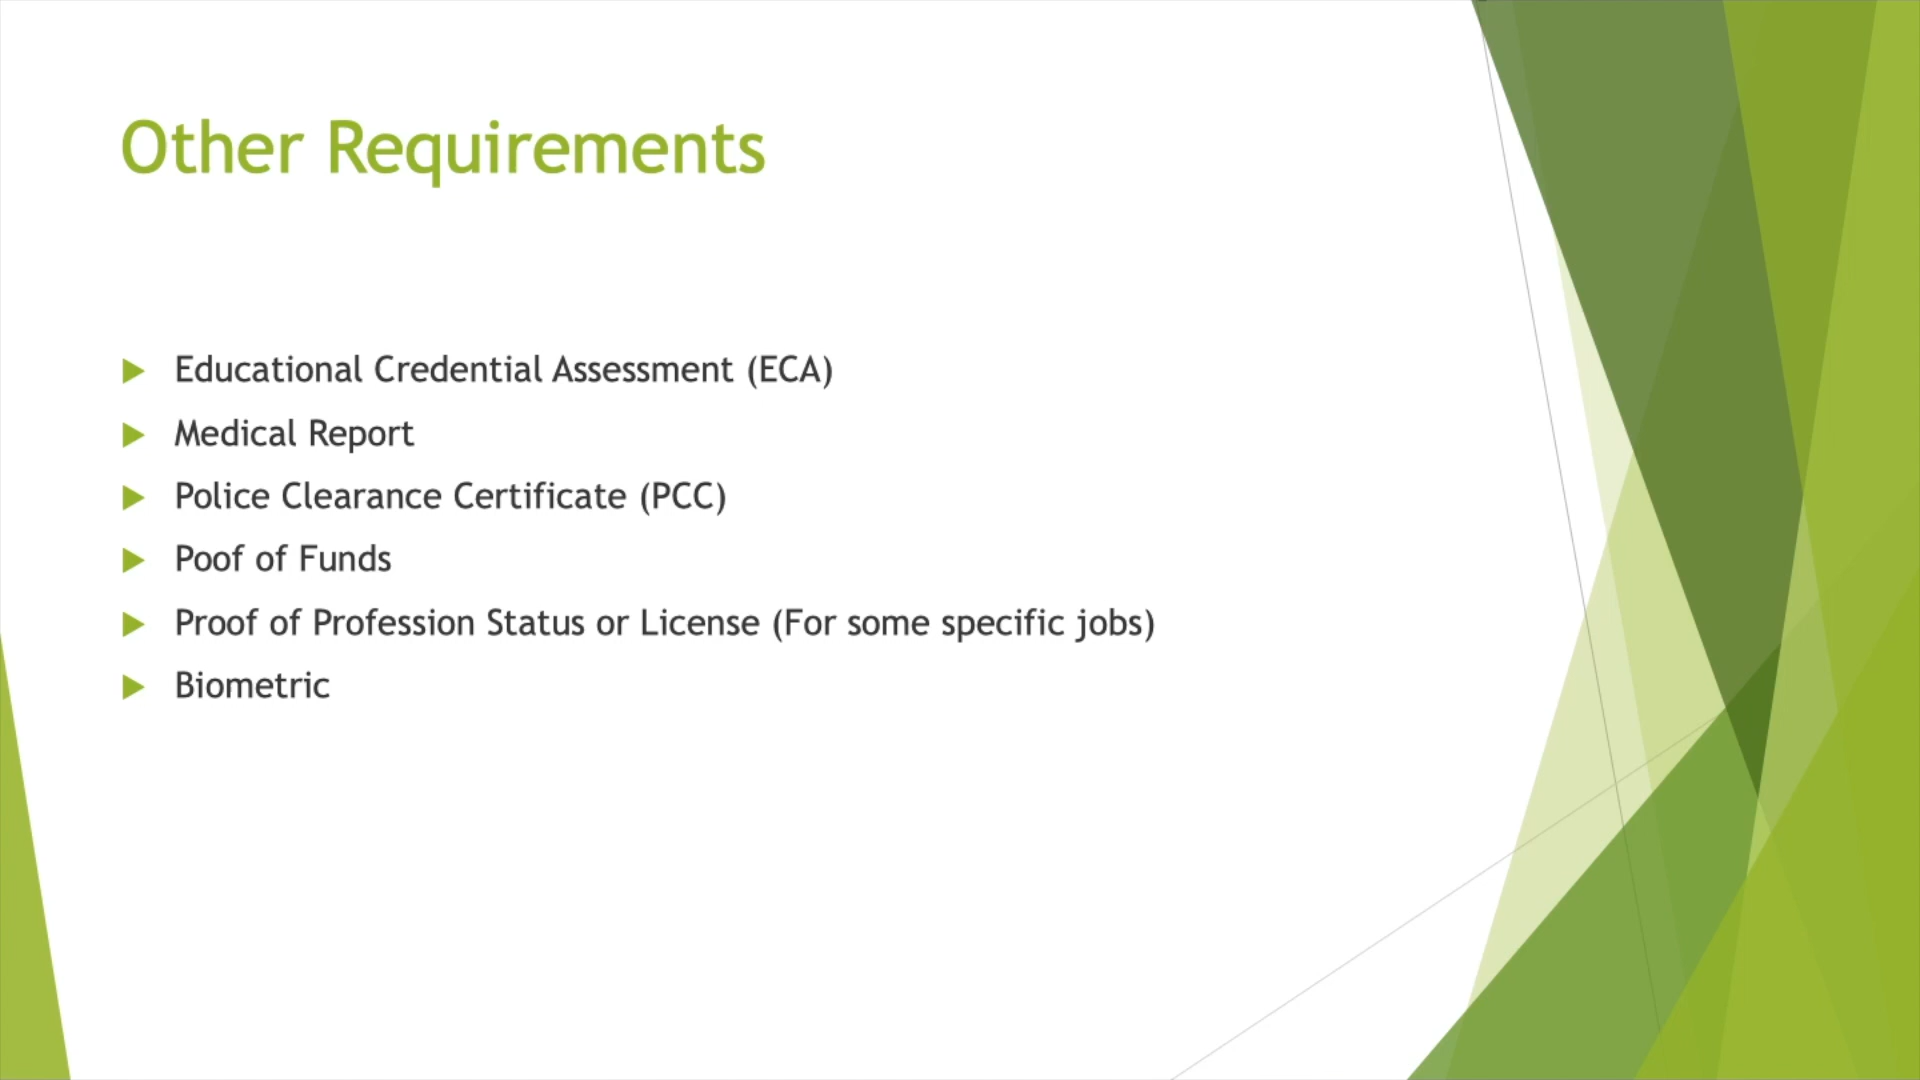 Other Requirements
Educational Credential Assessment (ECA)
Medical Report
Police Clearance Certificate (PCC)
Poof of Funds
Proof of Profession Status or License (For some specific jobs)
Biometric